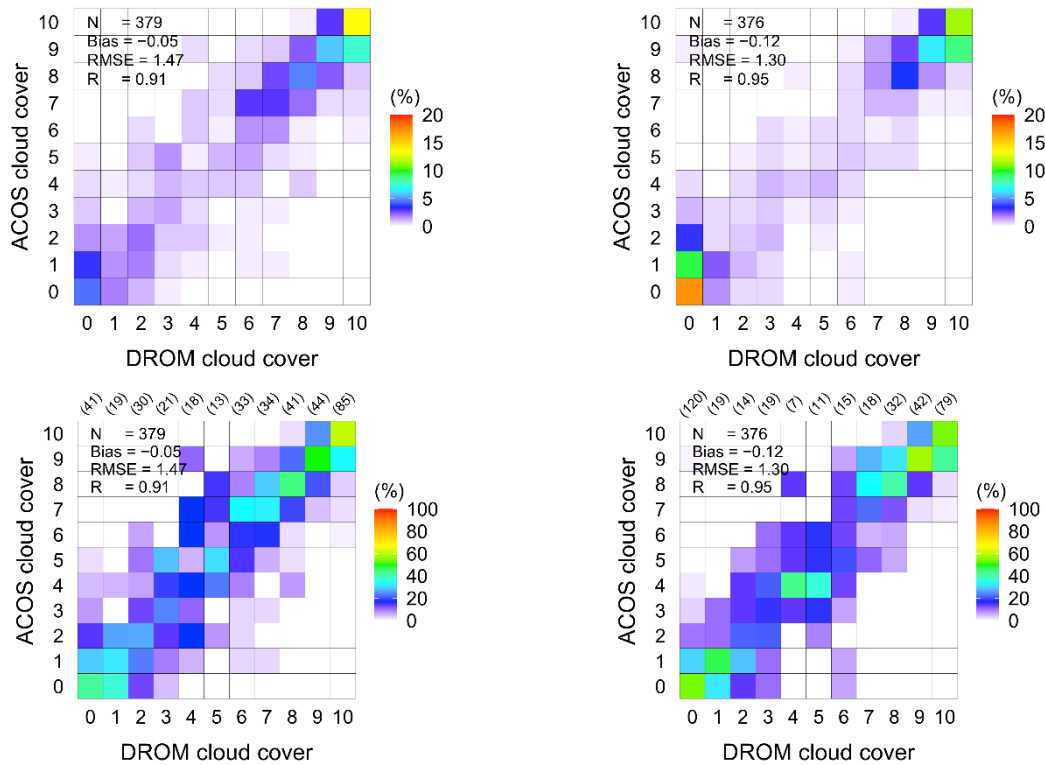 N = 379
Bias = −0.05
RMSE = 1.47
R = 0.91
10
9
8
7
6
5
4
3
2
1
0
ACOS cloud cover
0 1 2 3 4 5 6 7 8 9 10
DROM cloud cover
(%)
20
15
10
5
0
N = 376
Bias = −0.12
RMSE = 1.30
R = 0.95
10
9
8
7
6
5
4
3
2
1
0
ACOS cloud cover
0 1 2 3 4 5 6 7 8 9 10
DROM cloud cover
(%)
20
15
10
5
0
(41) (19) (30) (21) (18) (13) (33) (34) (41) (44) (85)
N = 379
Bias = −0.05
RMSE = 1.47
R = 0.91
10
9
8
7
6
5
4
3
2
1
0
ACOS cloud cover
0 1 2 3 4 5 6 7 8 9 10
DROM cloud cover
(%)
100
80
60
40
20
0
(120) (19) (14) (19) (7) (11) (15) (18) (32) (42) (79)
N = 376
Bias = −0.12
RMSE = 1.30
R = 0.95
10
9
8
7
6
5
4
3
2
1
0
ACOS cloud cover
0 1 2 3 4 5 6 7 8 9 10
DROM cloud cover
(%)
100
80
60
40
20
0